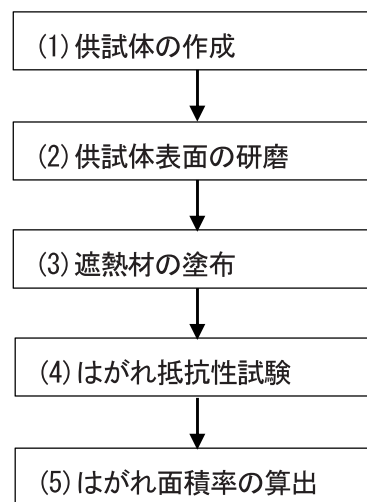 (1)供試体の作成
(2)供試体表面の研磨
(3)遮熱材の塗布
(4)はがれ抵抗性試験
(5)はがれ面積率の算出